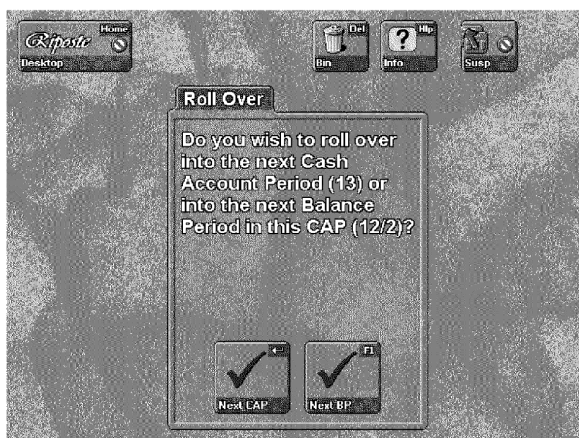 Riposte
Home
Desktop
Del
Bin
?
Hlp
Info
Susp
Roll Over
Do you wish to roll over
into the next Cash
Account Period (13) or
into the next Balance
Period in this CAP (12/2)?
Next CAP
F1
Next BP